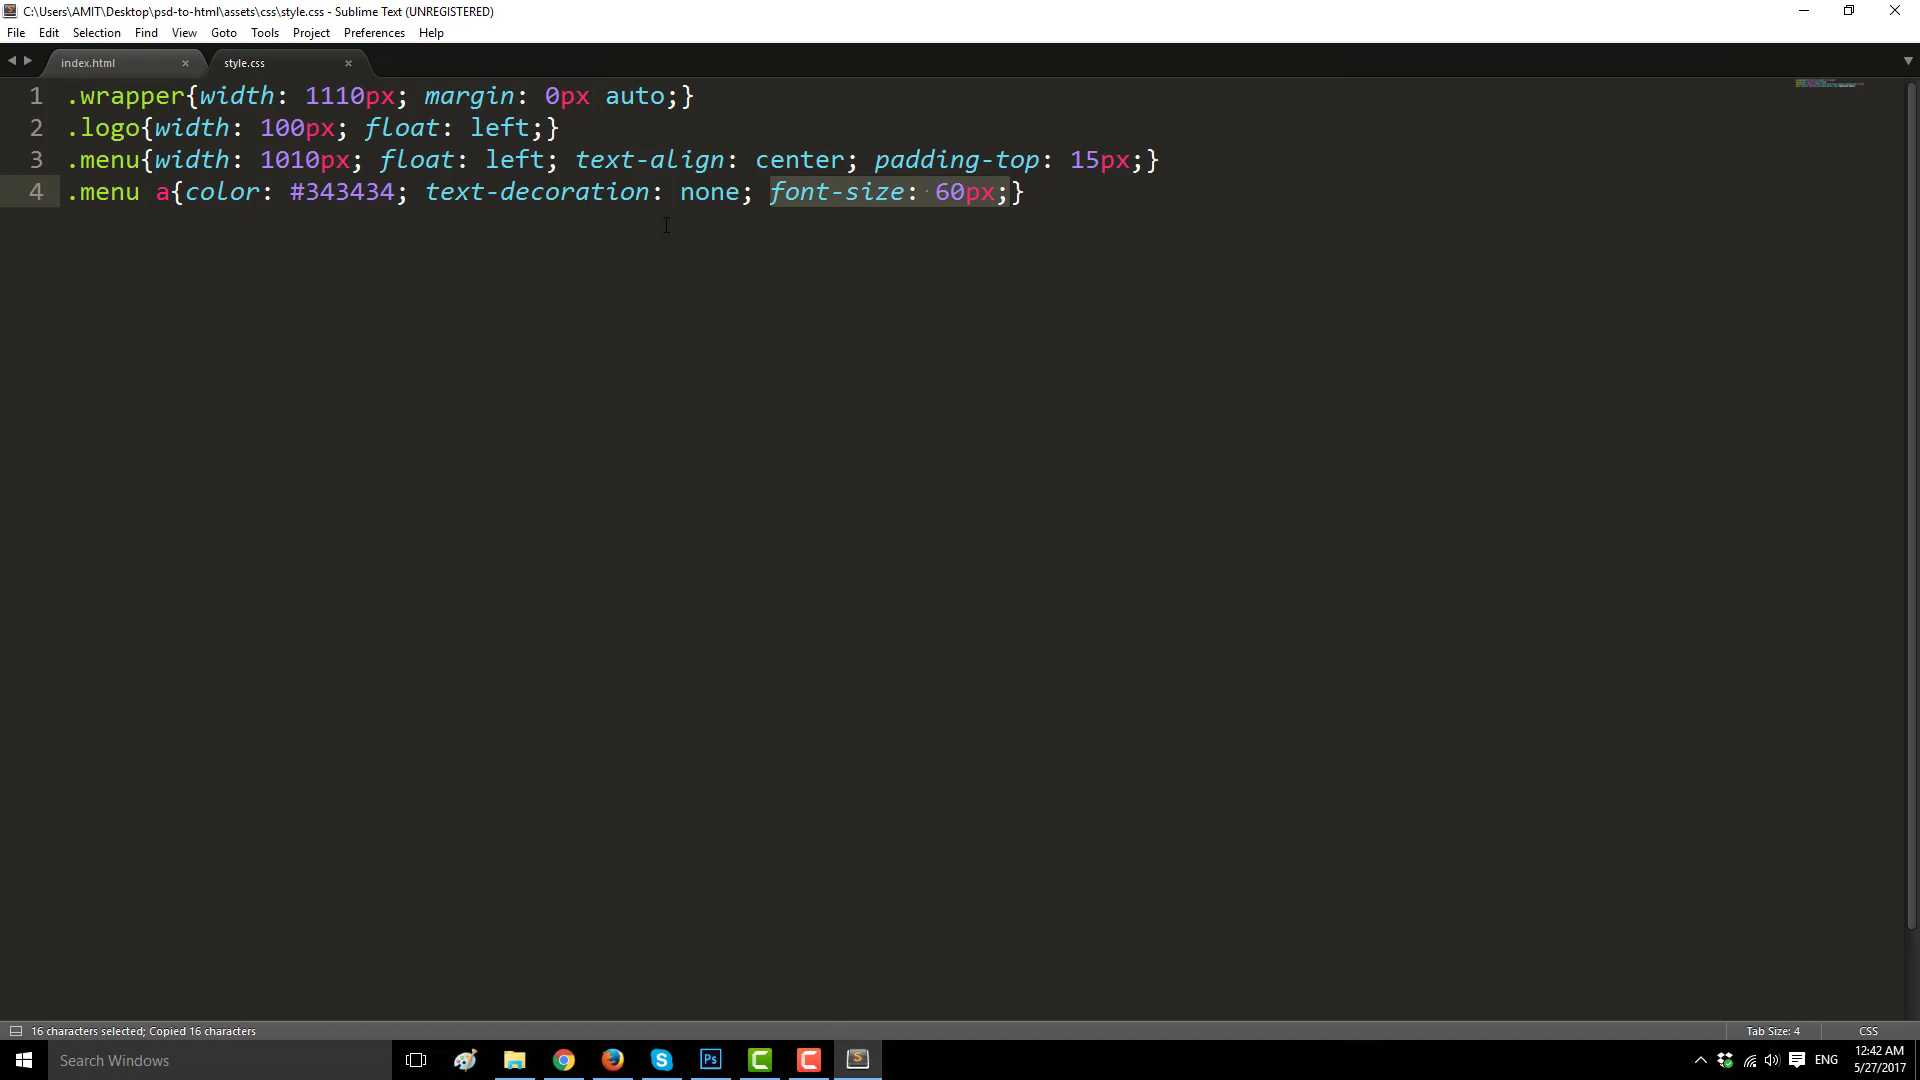 C:\Users\AMIT\Desktop\psd-to-html\assets\css\style.css - Sublime Text (UNREGISTERED)
File Edit Selection Find View Goto Tools Project Preferences Help
index.html × style.css ×
1 .wrapper{width: 1110px; margin: 0px auto;}
2 .logo{width: 100px; float: left;}
3 .menu{width: 1010px; float: left; text-align: center; padding-top: 15px;}
4 .menu a{color: #343434; text-decoration: none; font-size: 60px;}
16 characters selected; Copied 16 characters Tab Size: 4 CSS
Search Windows Ps S ENG 12:42 AM
5/27/2017